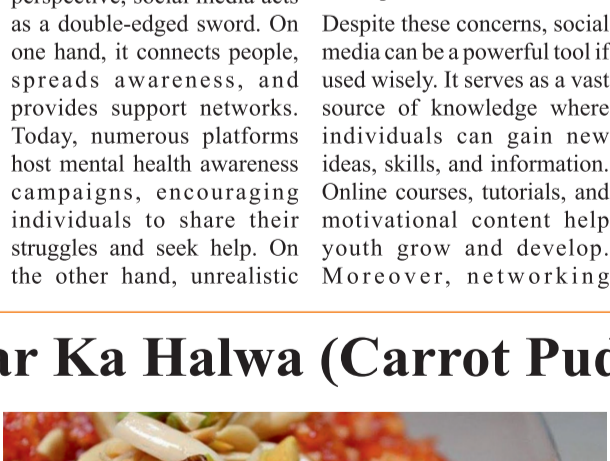 perspective, social media acts
as a double-edged sword. On
one hand, it connects people,
spreads awareness, and
provides support networks.
Today, numerous platforms
host mental health awareness
campaigns, encouraging
individuals to share their
struggles and seek help. On
the other hand, unrealistic
Despite these concerns, social
media can be a powerful tool if
used wisely. It serves as a vast
source of knowledge where
individuals can gain new
ideas, skills, and information.
Online courses, tutorials, and
motivational content help
youth grow and develop.
Moreover, networking
ar Ka Halwa (Carrot Pud